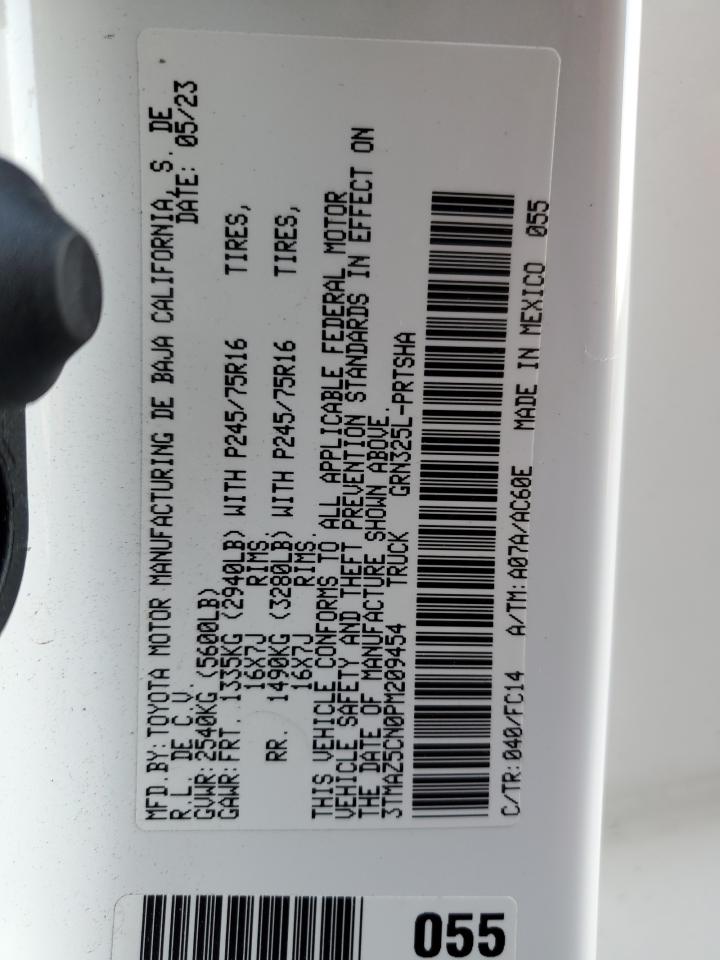 MFD.BY:TOYOTA MOTOR MANUFACTURING DE BAJA CALIFORNIA, S. DE
R.L. DE C.V. DATE: 05/23
GVWR:2540KG (5600LB)
GAWR:FRT. 1335KG (2940LB) WITH P245/75R16 TIRES,
16X7J RIMS.
RR. 1490KG (3280LB) WITH P245/75R16 TIRES,
16X7J RIMS.
THIS VEHICLE CONFORMS TO ALL APPLICABLE FEDERAL MOTOR
VEHICLE SAFETY AND THEFT PREVENTION STANDARDS IN EFFECT ON
THE DATE OF MANUFACTURE SHOWN ABOVE.
3TMAZ5CN0PM209454 TRUCK GRN325L-PRTSHA
C/TR:040/FC14 A/TM:A07A/AC60E MADE IN MEXICO 055
055